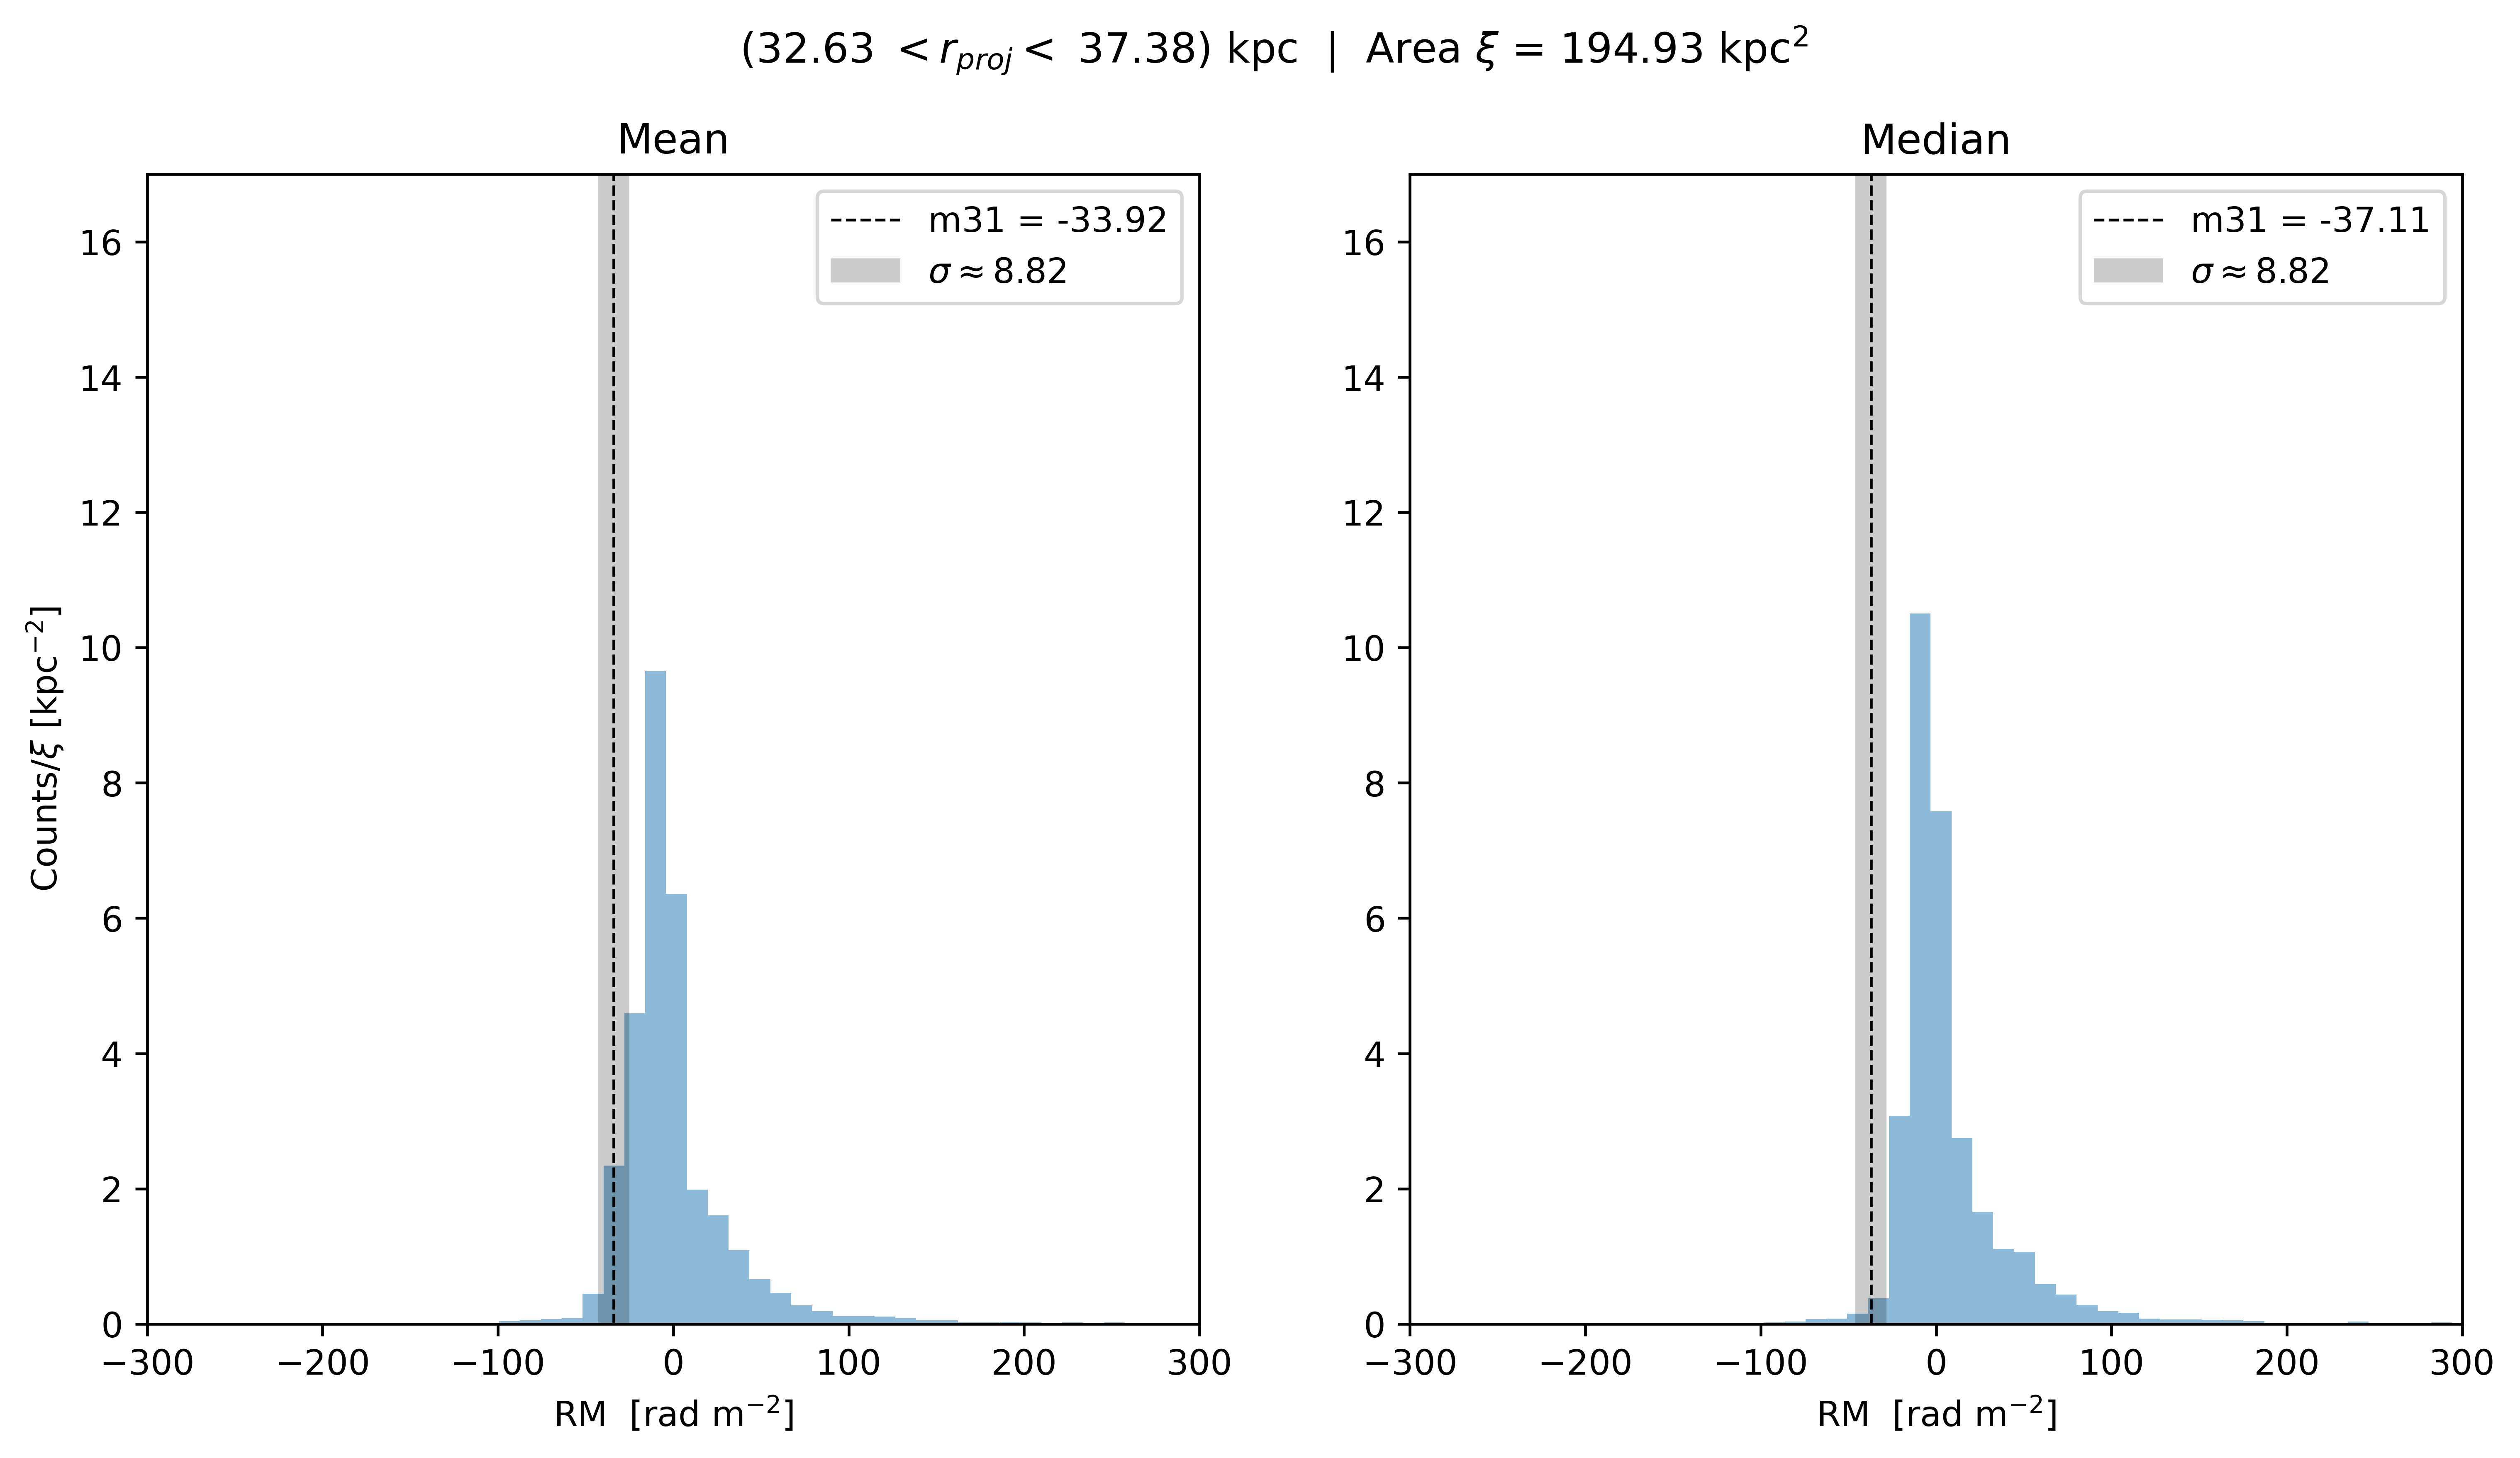 (32.63 < r_proj < 37.38) kpc | Area ξ = 194.93 kpc²
Mean
Median
m31 = -33.92
σ ≈ 8.82
m31 = -37.11
σ ≈ 8.82
Counts/ξ [kpc⁻²]
16
14
12
10
8
6
4
2
0
16
14
12
10
8
6
4
2
0
−300 −200 −100 0 100 200 300
−300 −200 −100 0 100 200 300
RM [rad m⁻²]
RM [rad m⁻²]